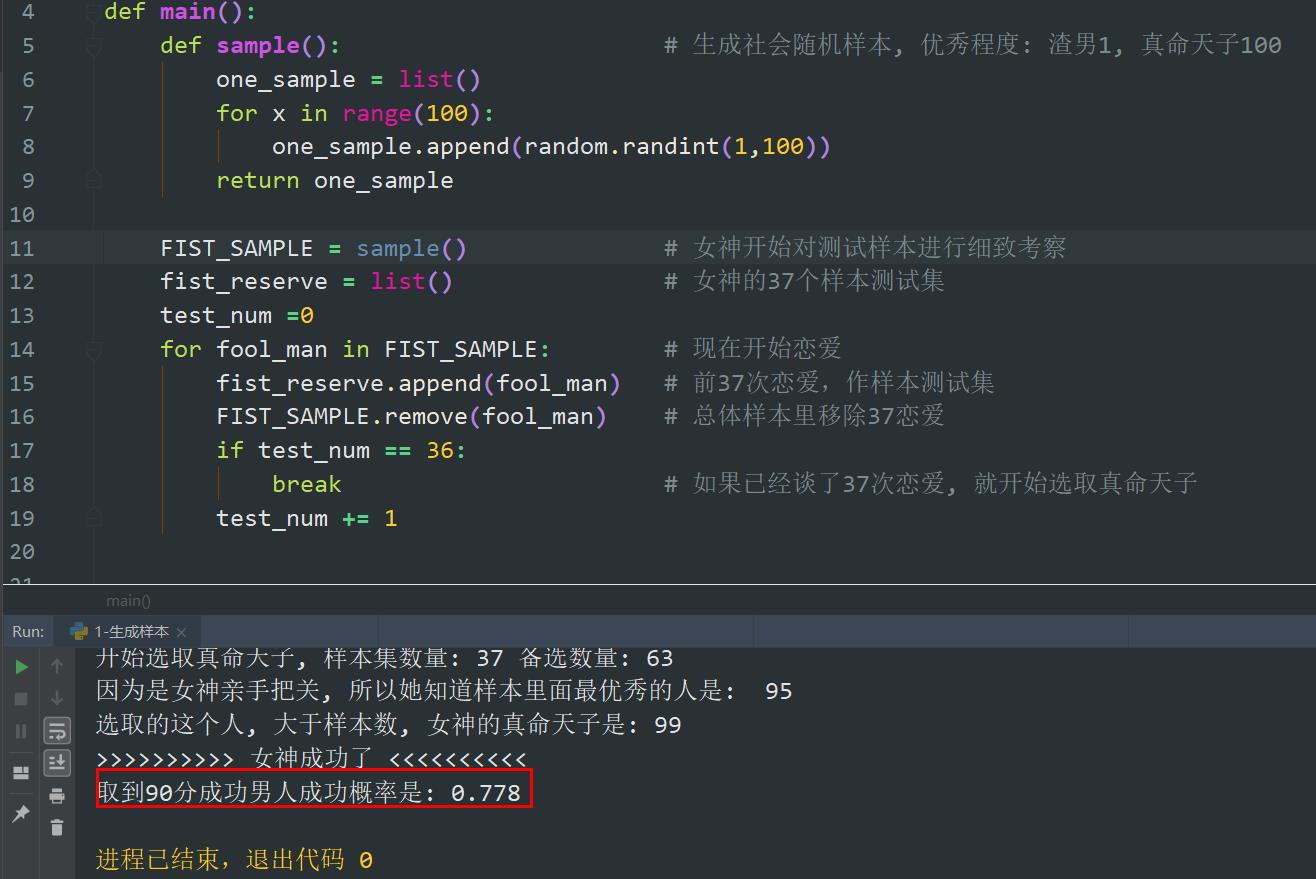 4 def main():
5 def sample(): # 生成社会随机样本, 优秀程度: 渣男1, 真命天子100
6 one_sample = list()
7 for x in range(100):
8 one_sample.append(random.randint(1,100))
9 return one_sample
10
11 FIST_SAMPLE = sample() # 女神开始对测试样本进行细致考察
12 fist_reserve = list() # 女神的37个样本测试集
13 test_num =0
14 for fool_man in FIST_SAMPLE: # 现在开始恋爱
15 fist_reserve.append(fool_man) # 前37次恋爱，作样本测试集
16 FIST_SAMPLE.remove(fool_man) # 总体样本里移除37恋爱
17 if test_num == 36:
18 break # 如果已经谈了37次恋爱, 就开始选取真命天子
19 test_num += 1
20
21
main()
Run: 1-生成样本 ×
开始选取真命天子, 样本集数量: 37 备选数量: 63
因为是女神亲手把关, 所以她知道样本里面最优秀的人是: 95
选取的这个人, 大于样本数, 女神的真命天子是: 99
>>>>>>>>>> 女神成功了 <<<<<<<<<<
取到90分成功男人成功概率是: 0.778
进程已结束，退出代码 0